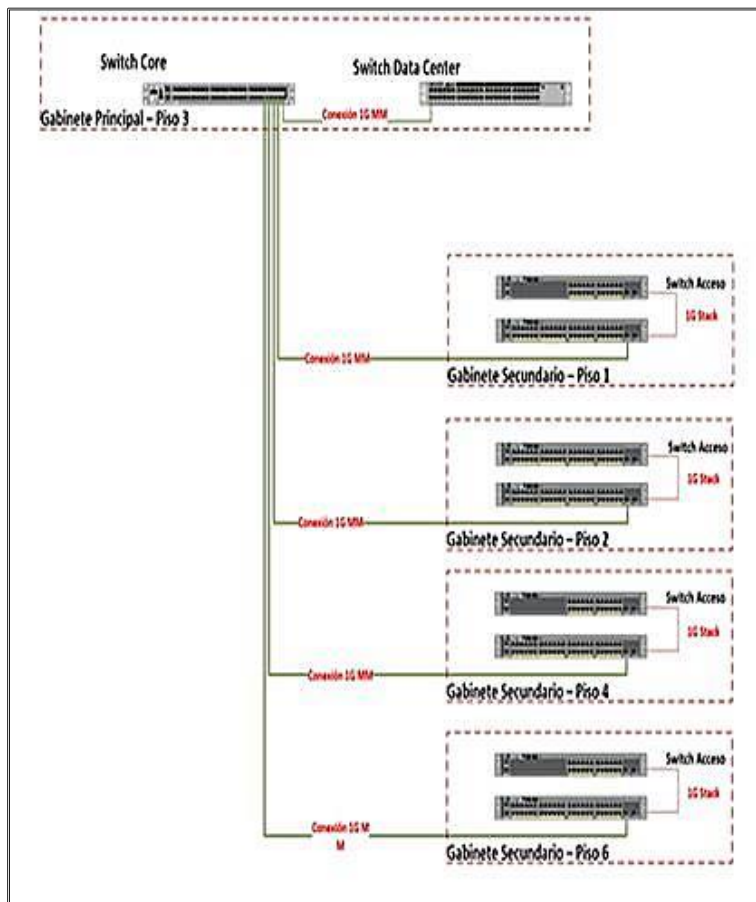 Switch Core
Switch Data Center
Conexión 1G MM
Gabinete Principal – Piso 3
Switch Acceso
1G Stack
Conexión 1G MM
Gabinete Secundario – Piso 1
Switch Acceso
1G Stack
Conexión 1G MM
Gabinete Secundario – Piso 2
Switch Acceso
1G Stack
Conexión 1G MM
Gabinete Secundario – Piso 4
Switch Acceso
1G Stack
Conexión 1G M
M
Gabinete Secundario – Piso 6